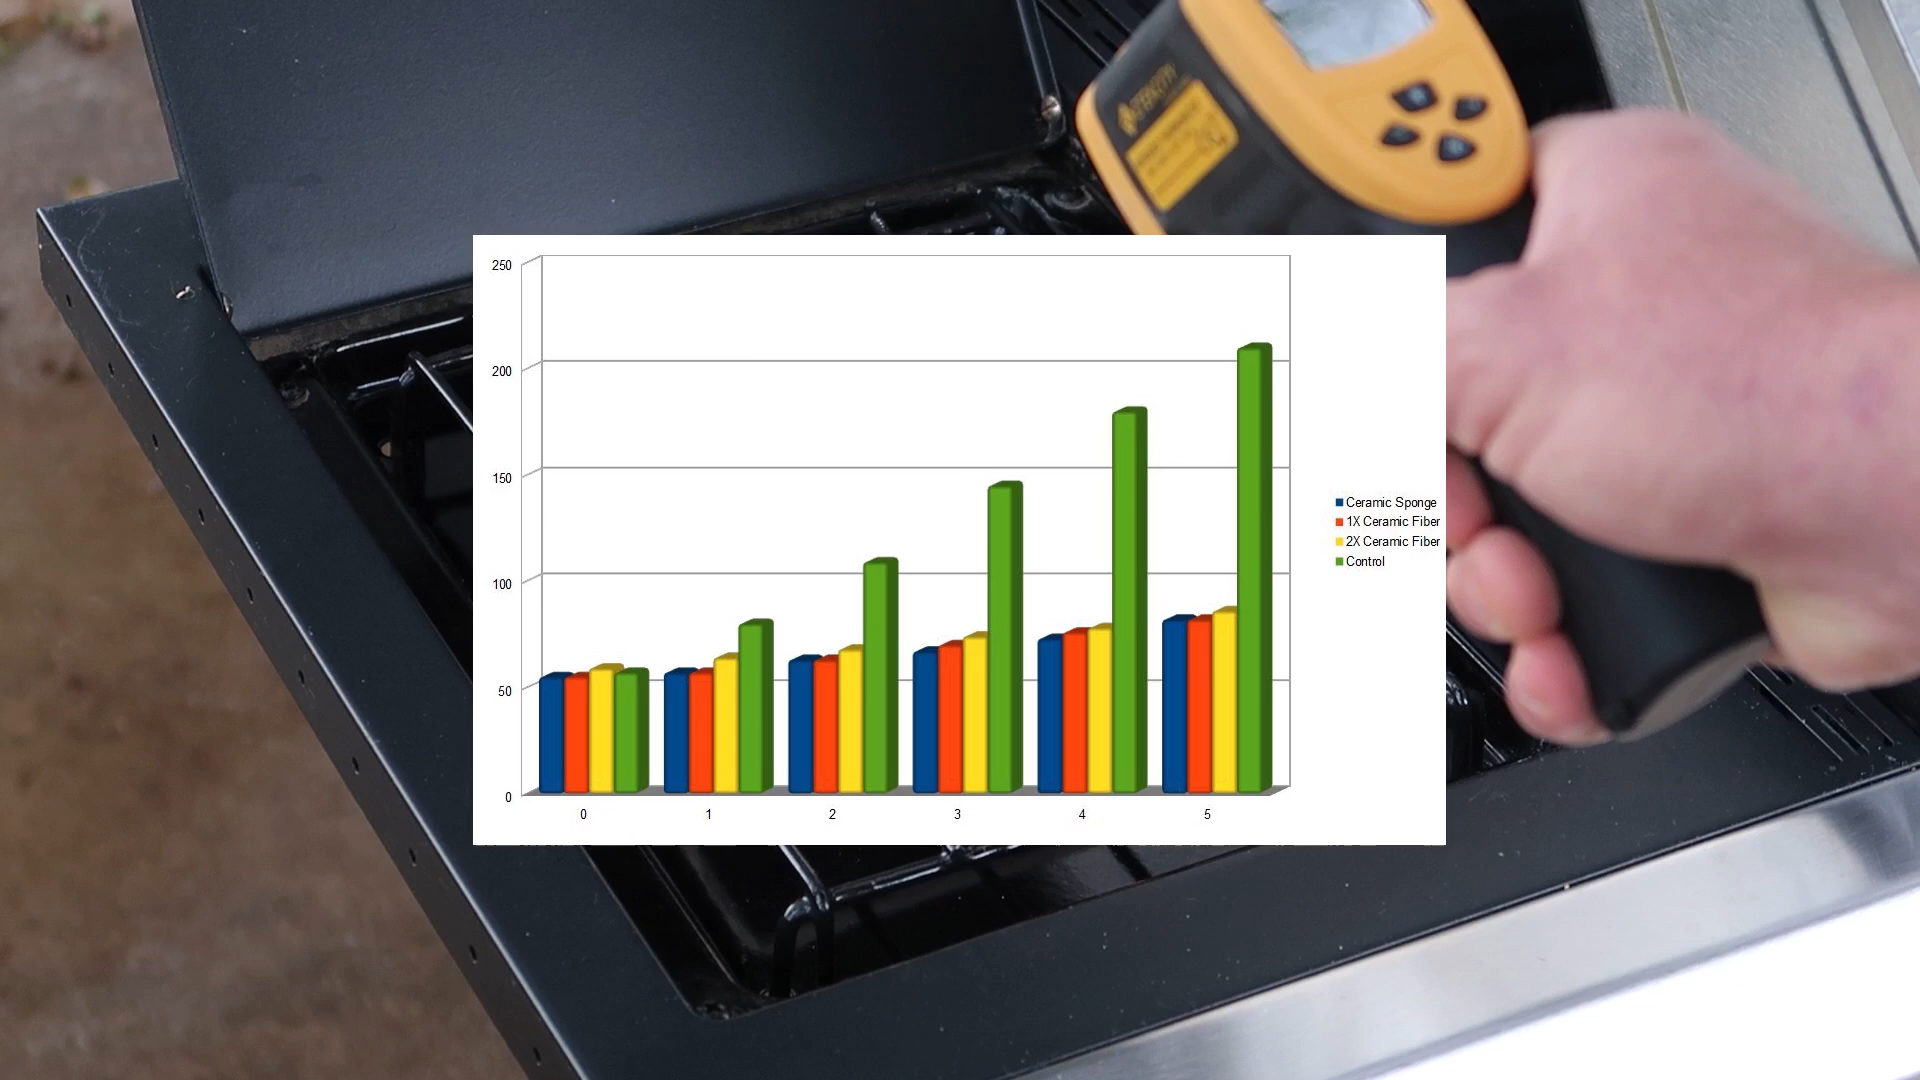 250
200
150
100
50
0
0 1 2 3 4 5
Ceramic Sponge
1X Ceramic Fiber
2X Ceramic Fiber
Control